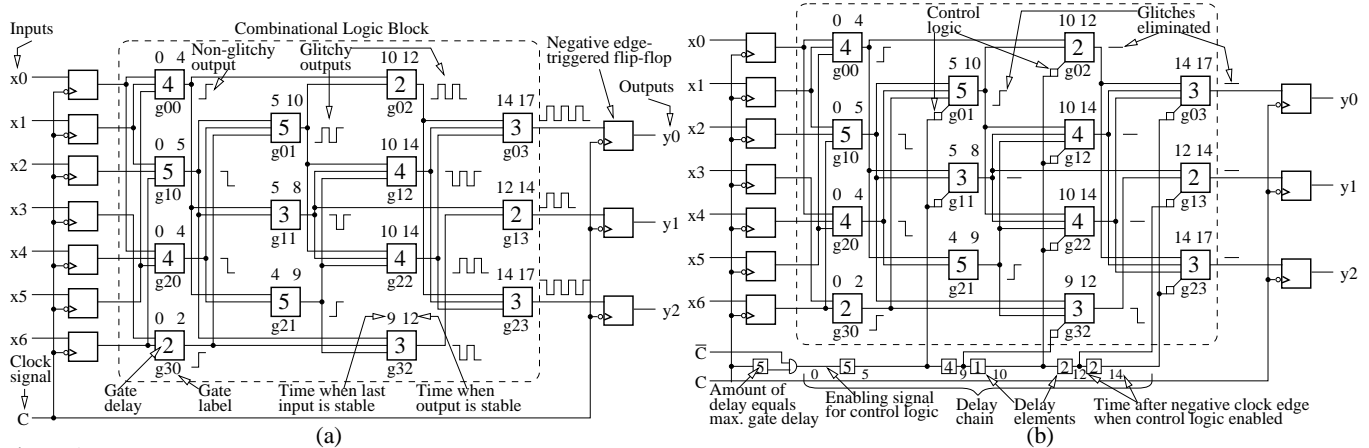 Inputs
Combinational Logic Block
Non-glitchy
output
Glitchy
outputs
Negative edge-
triggered flip-flop
Outputs
x0
x1
x2
x3
x4
x5
x6
0 4
4
g00
0 5
5
g10
0 4
4
g20
0 2
2
g30
5 10
5
g01
5 8
3
g11
4 9
5
g21
10 12
2
g02
10 14
4
g12
10 14
4
g22
9 12
3
g32
14 17
3
g03
12 14
2
g13
14 17
3
g23
y0
y1
y2
Clock
signal
C
Gate
delay
Gate
label
Time when last
input is stable
Time when
output is stable
(a)
Control
logic
Glitches
eliminated
x0
x1
x2
x3
x4
x5
x6
0 4
4
g00
0 5
5
g10
0 4
4
g20
0 2
2
g30
5 10
5
g01
5 8
3
g11
4 9
5
g21
10 12
2
g02
10 14
4
g12
10 14
4
g22
9 12
3
g32
14 17
3
g03
12 14
2
g13
14 17
3
g23
y0
y1
y2
C̅
C
5
0
5
5
4
9
1
10
2
12
2
14
Amount of
delay equals
max. gate delay
Enabling signal
for control logic
Delay
chain
Delay
elements
Time after negative clock edge
when control logic enabled
(b)